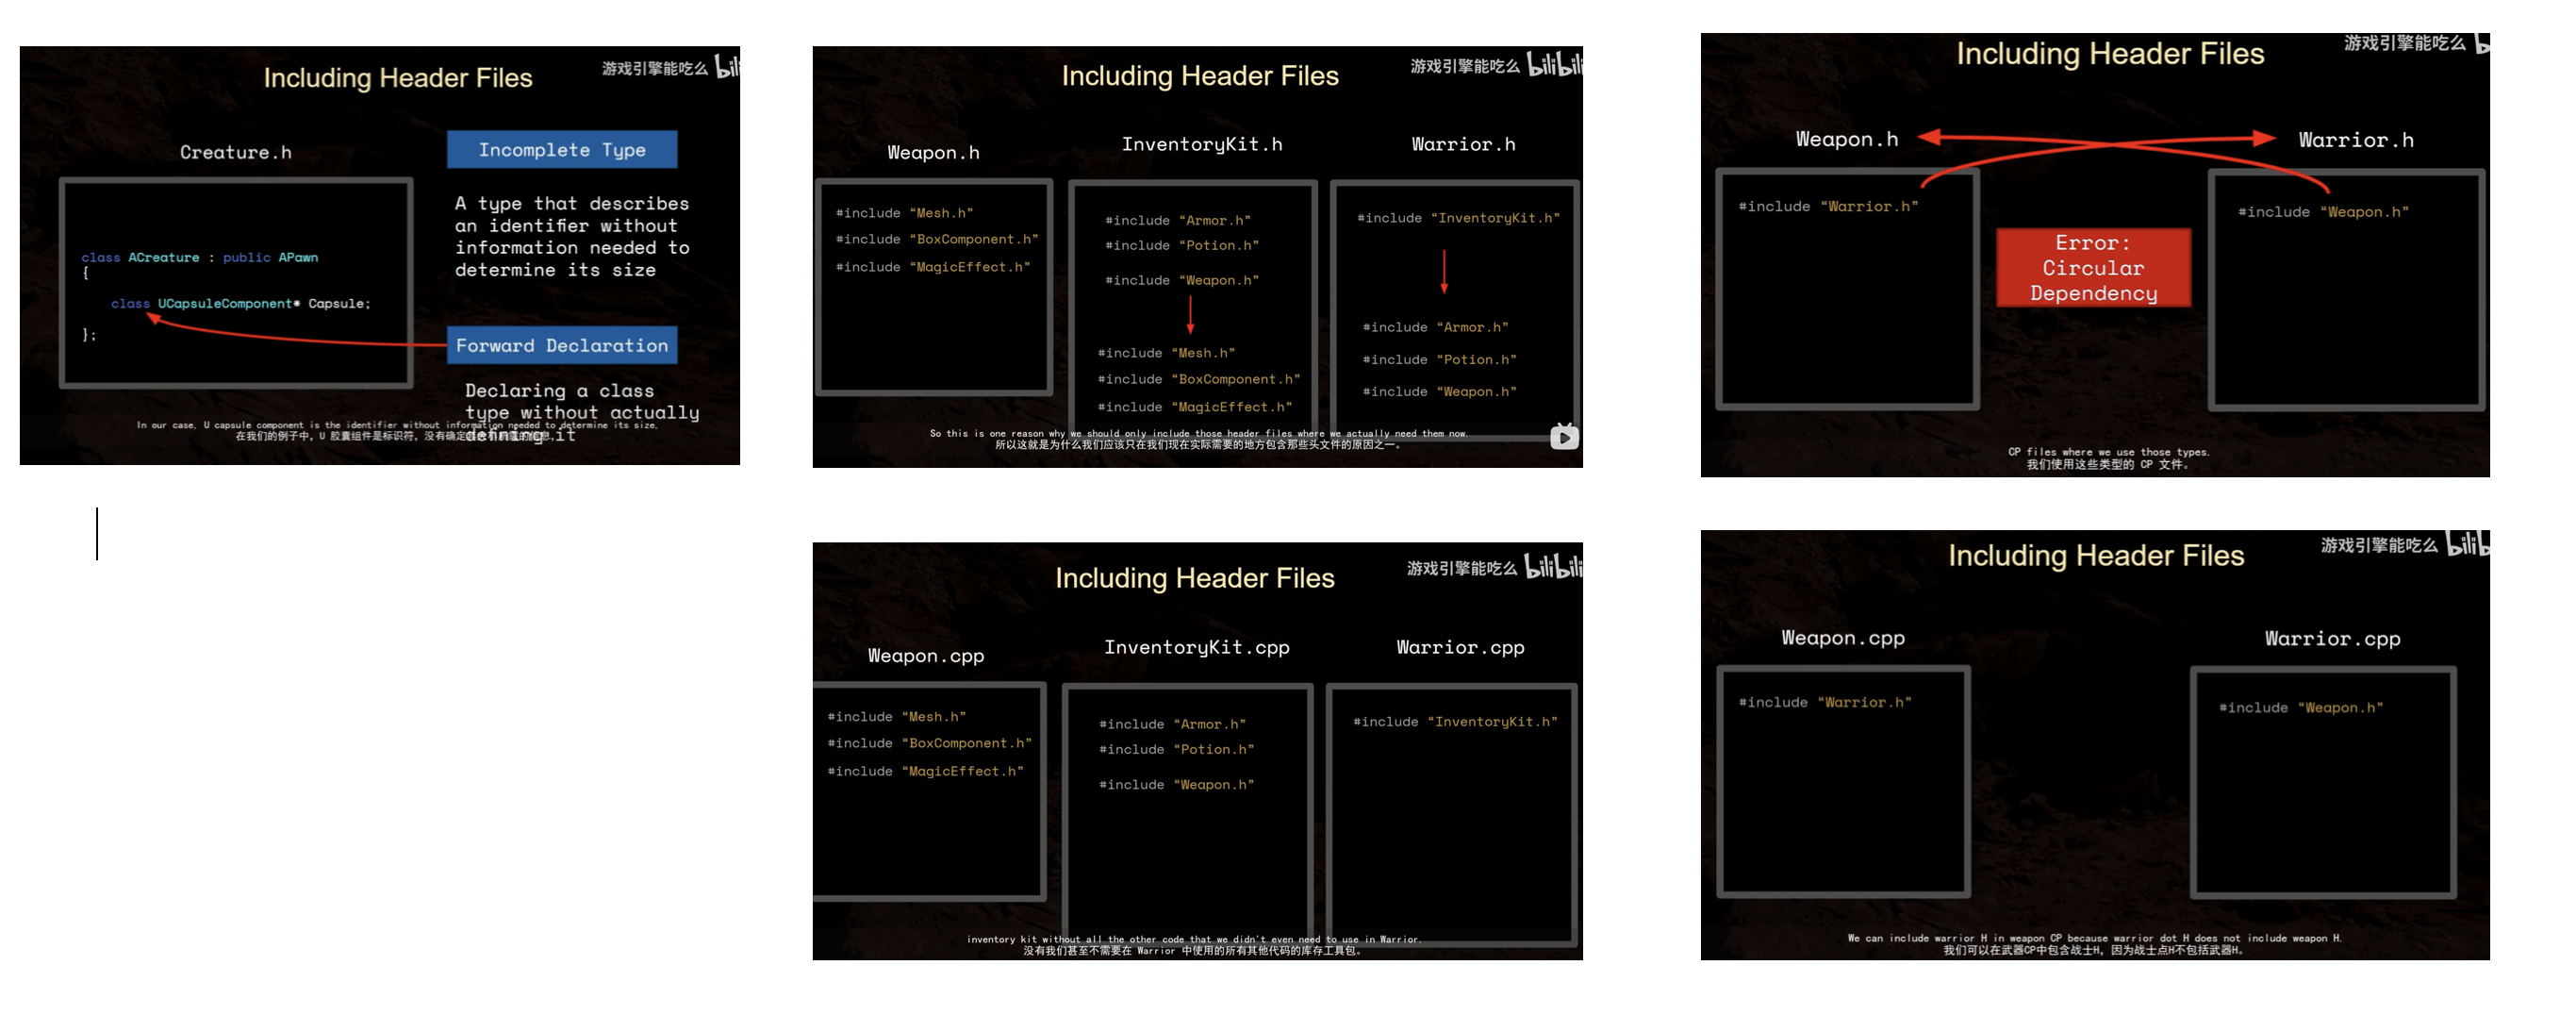 Including Header Files
游戏引擎能吃么 bili
Creature.h
class ACreature : public APawn
{
class UCapsuleComponent* Capsule;
};
Incomplete Type
A type that describes
an identifier without
information needed to
determine its size
Forward Declaration
Declaring a class
type without actually
defining it
In our case, U capsule component is the identifier without information needed to determine its size,
在我们的例子中，U 胶囊组件是标识符，没有确定
Including Header Files
游戏引擎能吃么 bilibili
Weapon.h
#include “Mesh.h”
#include “BoxComponent.h”
#include “MagicEffect.h”
InventoryKit.h
#include “Armor.h”
#include “Potion.h”
#include “Weapon.h”
#include “Mesh.h”
#include “BoxComponent.h”
#include “MagicEffect.h”
Warrior.h
#include “InventoryKit.h”
#include “Armor.h”
#include “Potion.h”
#include “Weapon.h”
So this is one reason why we should only include those header files where we actually need them now.
所以这就是为什么我们应该只在我们现在实际需要的地方包含那些头文件的原因之一。
Including Header Files
游戏引擎能吃么 b
Weapon.h
#include “Warrior.h”
Error:
Circular
Dependency
Warrior.h
#include “Weapon.h”
CP files where we use those types.
我们使用这些类型的 CP 文件。
Including Header Files
游戏引擎能吃么 bilibili
Weapon.cpp
#include “Mesh.h”
#include “BoxComponent.h”
#include “MagicEffect.h”
InventoryKit.cpp
#include “Armor.h”
#include “Potion.h”
#include “Weapon.h”
Warrior.cpp
#include “InventoryKit.h”
inventory kit without all the other code that we didn't even need to use in Warrior.
没有我们甚至不需要在 Warrior 中使用的所有其他代码的库存工具包。
Including Header Files
游戏引擎能吃么 bilib
Weapon.cpp
#include “Warrior.h”
Warrior.cpp
#include “Weapon.h”
We can include warrior H in weapon CP because warrior dot H does not include weapon H.
我们可以在武器CP中包含战士H，因为战士点H不包括武器H。